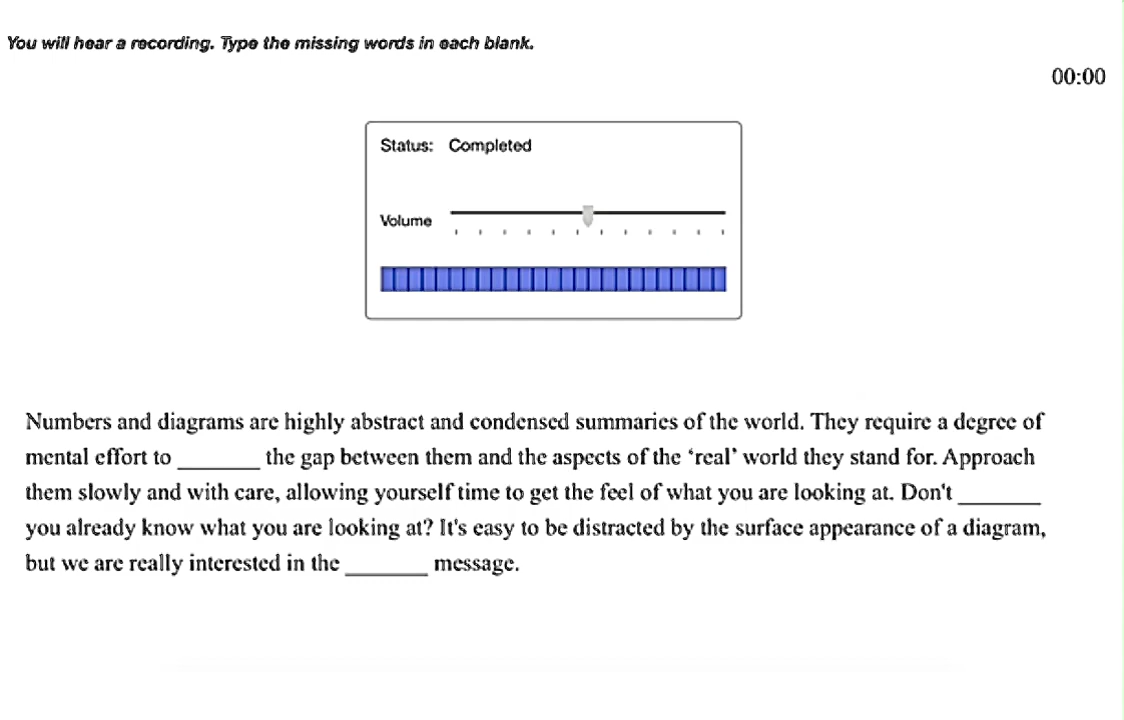 You will hear a recording. Type the missing words in each blank.
00:00
Status: Completed
Volume
Numbers and diagrams are highly abstract and condensed summaries of the world. They require a degree of
mental effort to ______ the gap between them and the aspects of the ‘real’ world they stand for. Approach
them slowly and with care, allowing yourself time to get the feel of what you are looking at. Don't ______
you already know what you are looking at? It's easy to be distracted by the surface appearance of a diagram,
but we are really interested in the ______ message.